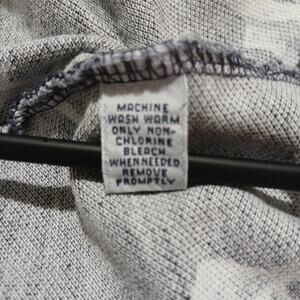 MACHINE
WASH WARM
ONLY NON-
CHLORINE
BLEACH
WHEN NEEDED
REMOVE
PROMPTLY